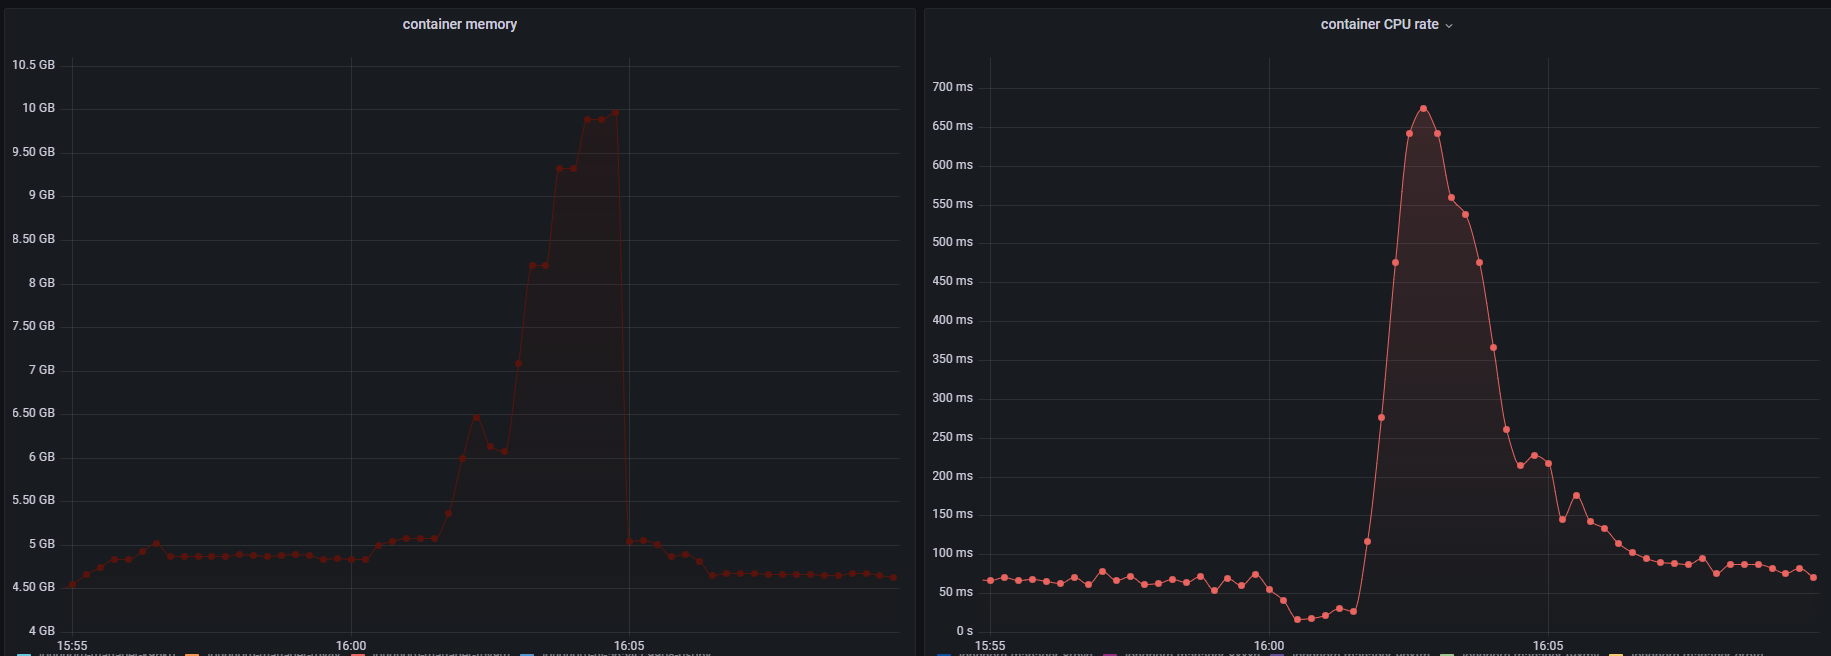 container memory
10.5 GB
10 GB
9.50 GB
9 GB
8.50 GB
8 GB
7.50 GB
7 GB
6.50 GB
6 GB
5.50 GB
5 GB
4.50 GB
4 GB
15:55 16:00 16:05
container CPU rate
700 ms
650 ms
600 ms
550 ms
500 ms
450 ms
400 ms
350 ms
300 ms
250 ms
200 ms
150 ms
100 ms
50 ms
0 s
15:55 16:00 16:05